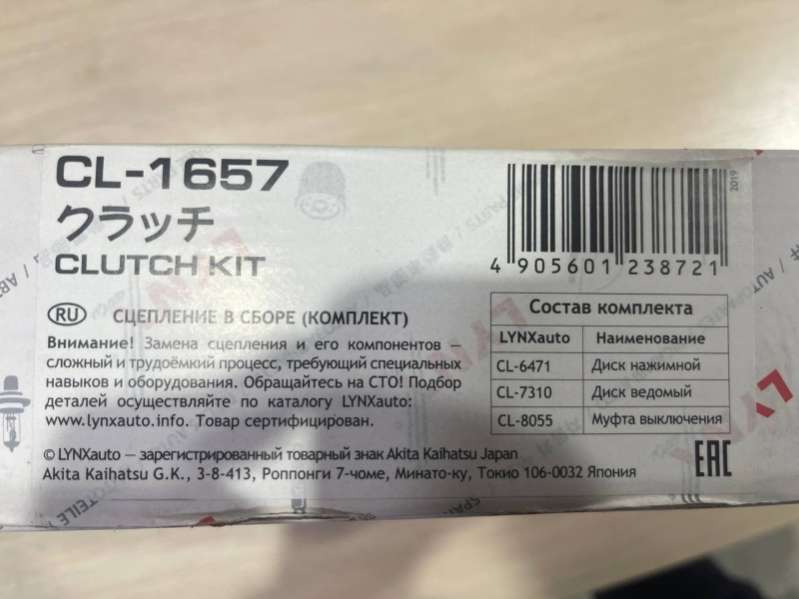 CL-1657
クラッチ
CLUTCH KIT
2019
4 905601 238721
RU СЦЕПЛЕНИЕ В СБОРЕ (КОМПЛЕКТ)
Внимание! Замена сцепления и его компонентов —
сложный и трудоёмкий процесс, требующий специальных
навыков и оборудования. Обращайтесь на СТО! Подбор
деталей осуществляйте по каталогу LYNXauto:
www.lynxauto.info. Товар сертифицирован.
Состав комплекта
LYNXauto Наименование
CL-6471 Диск нажимной
CL-7310 Диск ведомый
CL-8055 Муфта выключения
© LYNXauto — зарегистрированный товарный знак Akita Kaihatsu Japan
Akita Kaihatsu G.K., 3-8-413, Роппонги 7-чоме, Минато-ку, Токио 106-0032 Япония
EAC